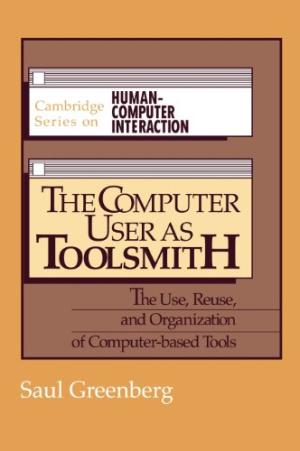 Cambridge
Series on
HUMAN-
COMPUTER
INTERACTION
THE COMPUTER
USER AS
TOOLSMITH
The Use, Reuse,
and Organization
of Computer-based Tools
Saul Greenberg